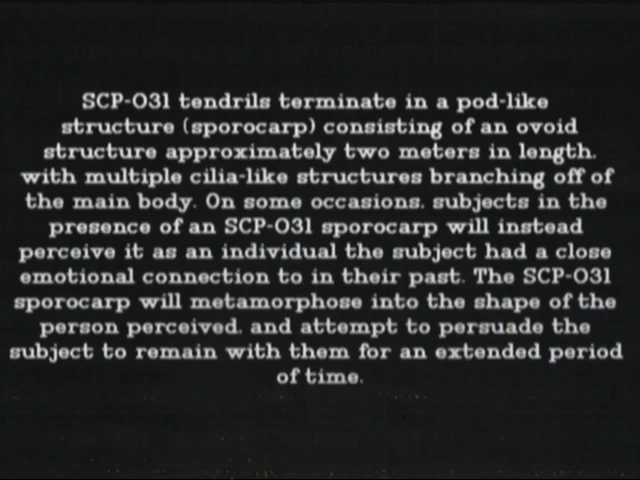 SCP-031 tendrils terminate in a pod-like
structure (sporocarp) consisting of an ovoid
structure approximately two meters in length,
with multiple cilia-like structures branching off of
the main body. On some occasions, subjects in the
presence of an SCP-031 sporocarp will instead
perceive it as an individual the subject had a close
emotional connection to in their past. The SCP-031
sporocarp will metamorphose into the shape of the
person perceived, and attempt to persuade the
subject to remain with them for an extended period
of time.